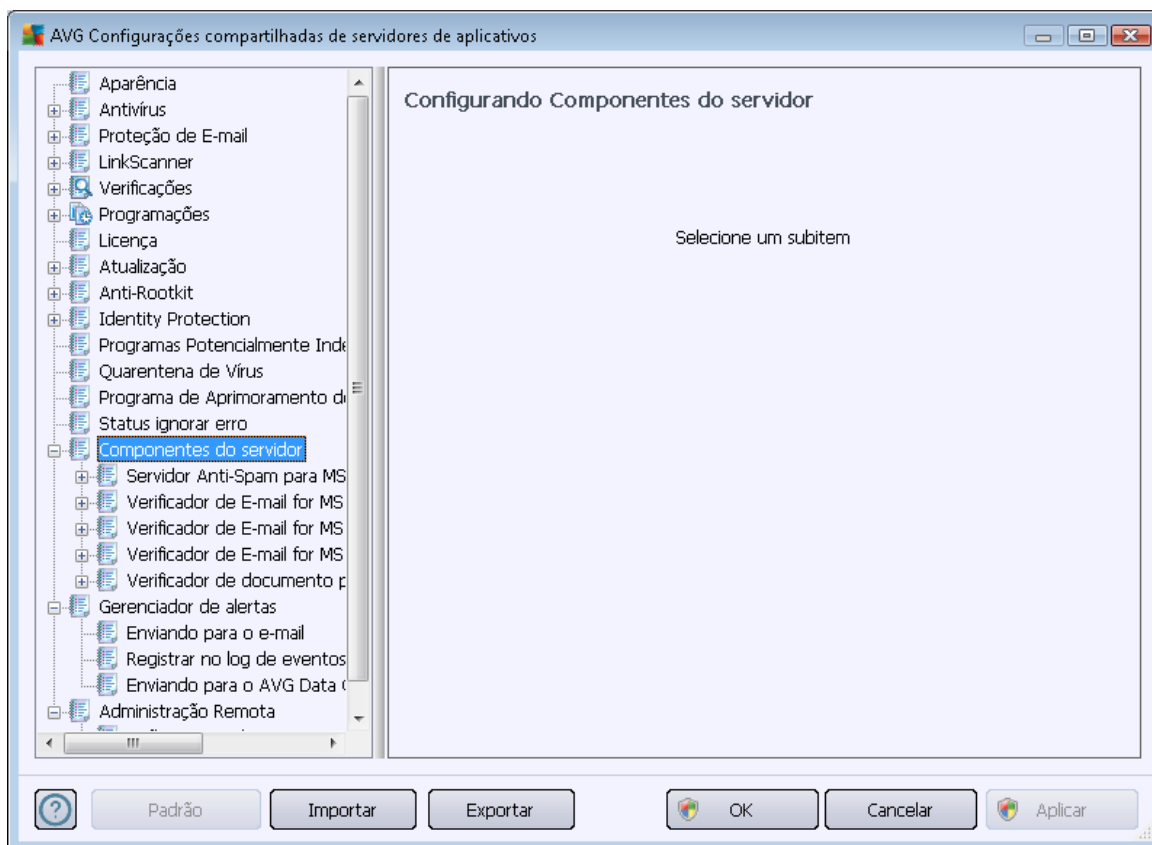 AVG Configurações compartilhadas de servidores de aplicativos
Aparência
Antivírus
Proteção de E-mail
LinkScanner
Verificações
Programações
Licença
Atualização
Anti-Rootkit
Identity Protection
Programas Potencialmente Inde
Quarentena de Vírus
Programa de Aprimoramento d
Status ignorar erro
Componentes do servidor
Servidor Anti-Spam para MS
Verificador de E-mail for MS
Verificador de E-mail for MS
Verificador de E-mail for MS
Verificador de documento p
Gerenciador de alertas
Enviando para o e-mail
Registrar no log de eventos
Enviando para o AVG Data
Administração Remota
Configurando Componentes do servidor
Selecione um subitem
Padrão
Importar
Exportar
OK
Cancelar
Aplicar